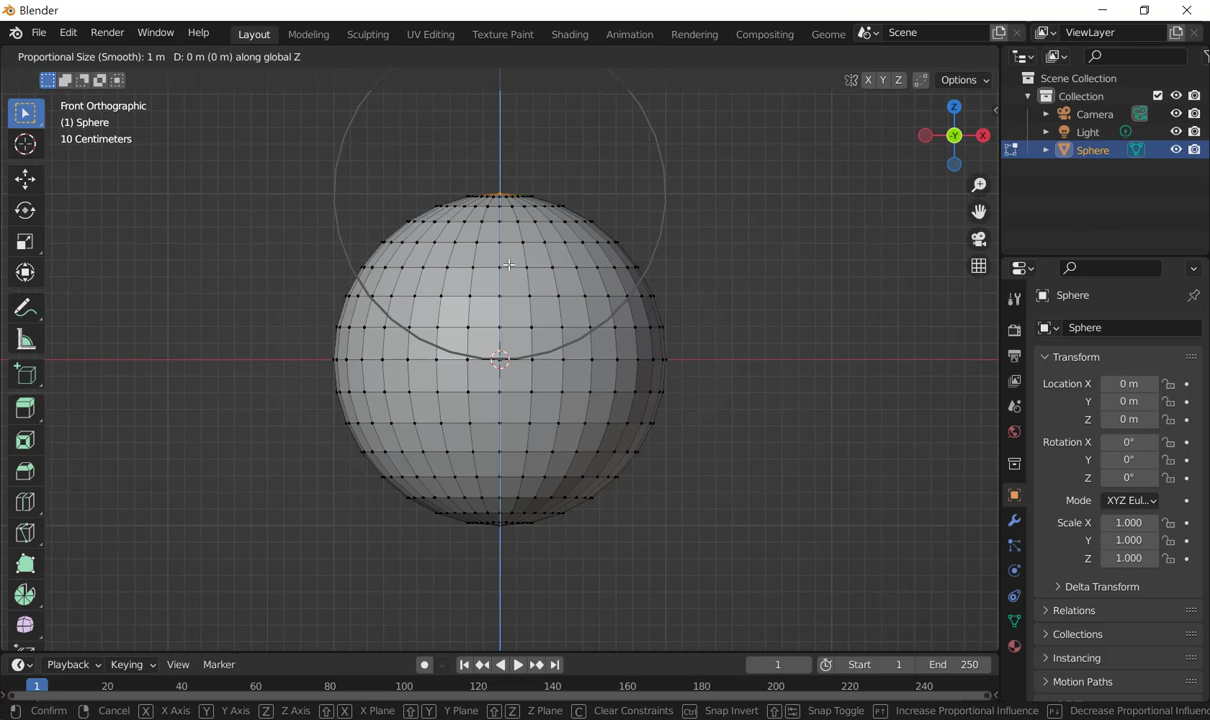 Blender
File Edit Render Window Help Layout Modeling Sculpting UV Editing Texture Paint Shading Animation Rendering Compositing Geome Scene ViewLayer
Proportional Size (Smooth): 1 m D: 0 m (0 m) along global Z
X Y Z Options
Front Orthographic
(1) Sphere
10 Centimeters
Z
-Y X
Scene Collection
Collection
Camera
Light
Sphere
Sphere
Sphere
Transform
Location X 0 m
Y 0 m
Z 0 m
Rotation X 0°
Y 0°
Z 0°
Mode XYZ Eul...
Scale X 1.000
Y 1.000
Z 1.000
Delta Transform
Relations
Collections
Instancing
Motion Paths
Playback Keying View Marker 1 Start 1 End 250
1 20 40 60 80 100 120 140 160 180 200 220 240
Confirm Cancel X X Axis Y Y Axis Z Z Axis X X Plane Y Y Plane Z Z Plane C Clear Constraints Ctrl Snap Invert Snap Toggle P↑ Increase Proportional Influence P↓ Decrease Proportional Influen